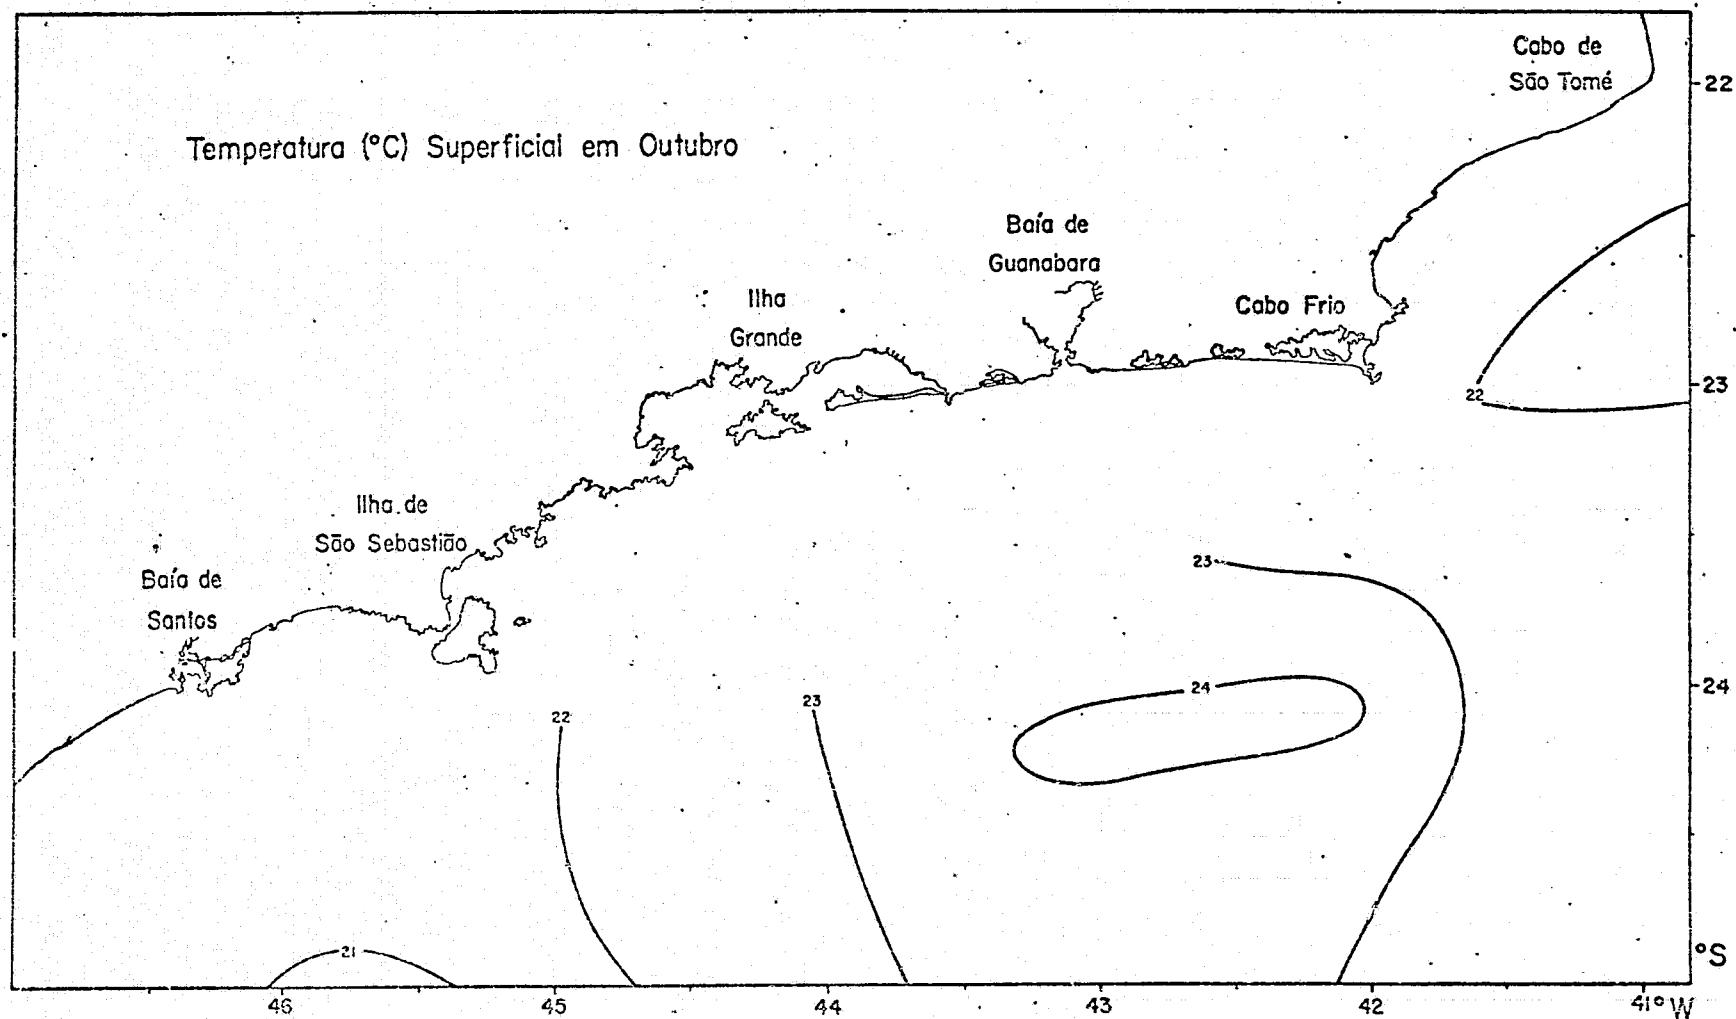 Cabo de
São Tomé
22
Temperatura (°C) Superficial em Outubro
Baía de
Guanabara
Ilha
Grande
Cabo Frio
23
22
Ilha de
São Sebastião
23
Baía de
Santos
24
24
23
22
21
°S
46
45
44
43
42
41° W